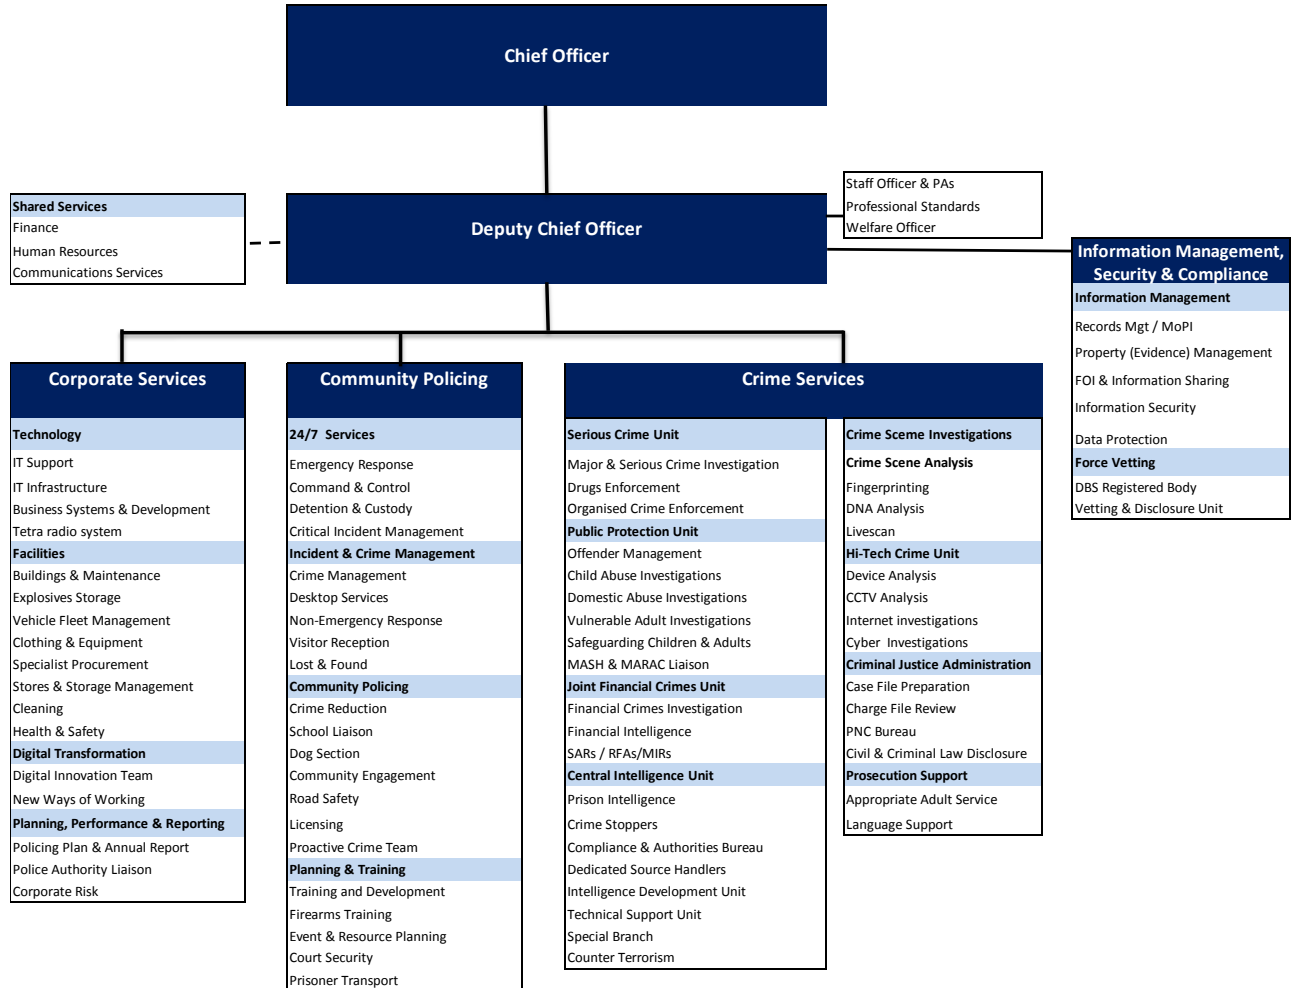 Chief Officer
Shared Services
Finance
Human Resources
Communications Services
Deputy Chief Officer
Staff Officer & PAs
Professional Standards
Welfare Officer
Information Management,
Security & Compliance
Information Management
Records Mgt / MoPI
Property (Evidence) Management
FOI & Information Sharing
Information Security
Data Protection
Force Vetting
DBS Registered Body
Vetting & Disclosure Unit
Corporate Services
Technology
IT Support
IT Infrastructure
Business Systems & Development
Tetra radio system
Facilities
Buildings & Maintenance
Explosives Storage
Vehicle Fleet Management
Clothing & Equipment
Specialist Procurement
Stores & Storage Management
Cleaning
Health & Safety
Digital Transformation
Digital Innovation Team
New Ways of Working
Planning, Performance & Reporting
Policing Plan & Annual Report
Police Authority Liaison
Corporate Risk
Community Policing
24/7 Services
Emergency Response
Command & Control
Detention & Custody
Critical Incident Management
Incident & Crime Management
Crime Management
Desktop Services
Non-Emergency Response
Visitor Reception
Lost & Found
Community Policing
Crime Reduction
School Liaison
Dog Section
Community Engagement
Road Safety
Licensing
Proactive Crime Team
Planning & Training
Training and Development
Firearms Training
Event & Resource Planning
Court Security
Prisoner Transport
Crime Services
Serious Crime Unit
Major & Serious Crime Investigation
Drugs Enforcement
Organised Crime Enforcement
Public Protection Unit
Offender Management
Child Abuse Investigations
Domestic Abuse Investigations
Vulnerable Adult Investigations
Safeguarding Children & Adults
MASH & MARAC Liaison
Joint Financial Crimes Unit
Financial Crimes Investigation
Financial Intelligence
SARs / RFAs/MIRs
Central Intelligence Unit
Prison Intelligence
Crime Stoppers
Compliance & Authorities Bureau
Dedicated Source Handlers
Intelligence Development Unit
Technical Support Unit
Special Branch
Counter Terrorism
Crime Sceme Investigations
Crime Scene Analysis
Fingerprinting
DNA Analysis
Livescan
Hi-Tech Crime Unit
Device Analysis
CCTV Analysis
Internet investigations
Cyber Investigations
Criminal Justice Administration
Case File Preparation
Charge File Review
PNC Bureau
Civil & Criminal Law Disclosure
Prosecution Support
Appropriate Adult Service
Language Support